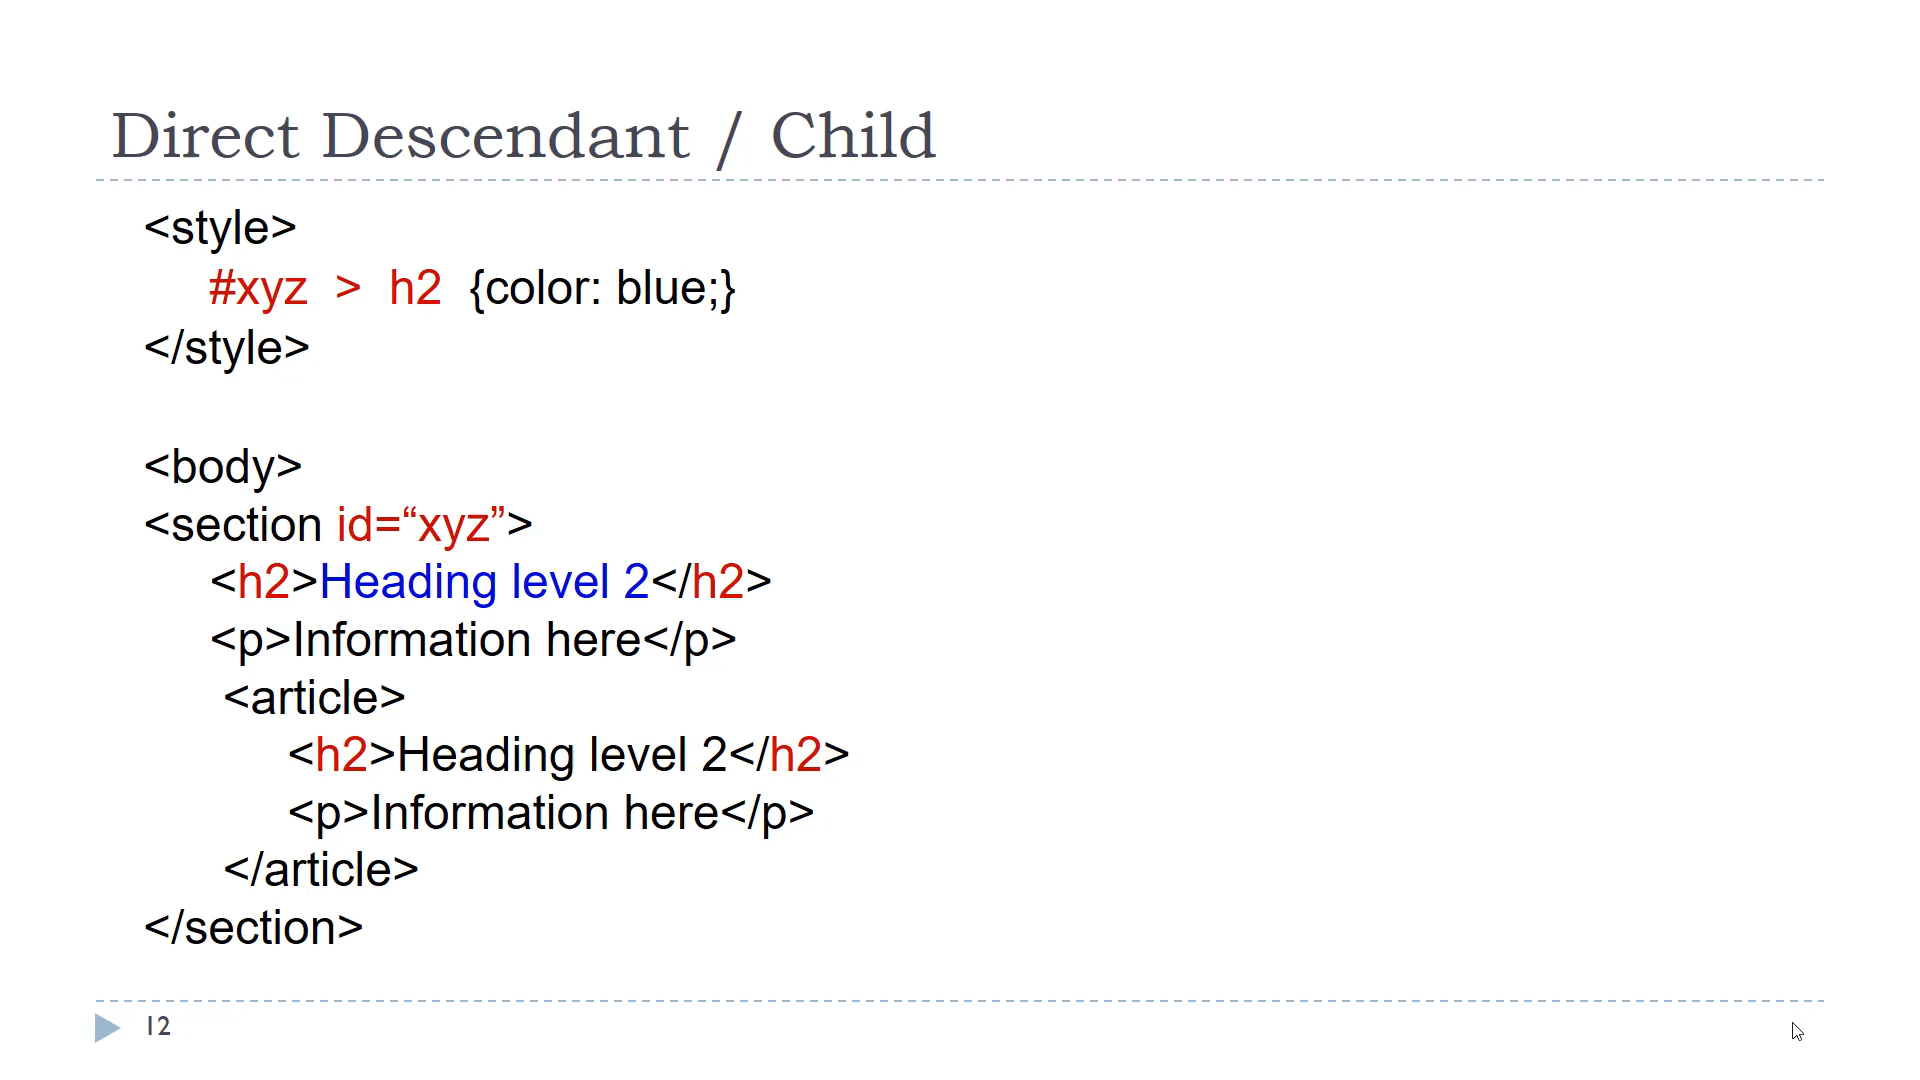 Direct Descendant / Child
<style>
#xyz > h2 {color: blue;}
</style>
<body>
<section id=“xyz”>
<h2>Heading level 2</h2>
<p>Information here</p>
<article>
<h2>Heading level 2</h2>
<p>Information here</p>
</article>
</section>
12